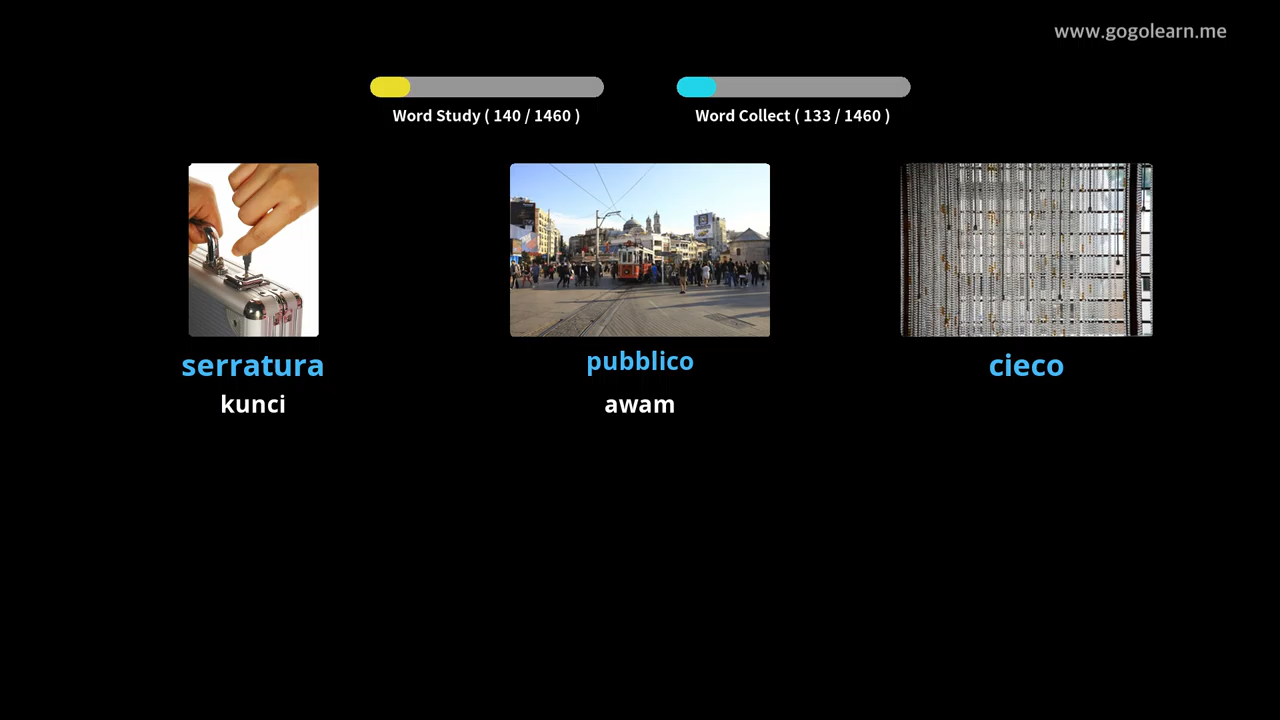 www.gogolearn.me
Word Study ( 140 / 1460 )
Word Collect ( 133 / 1460 )
serratura
kunci
pubblico
awam
cieco